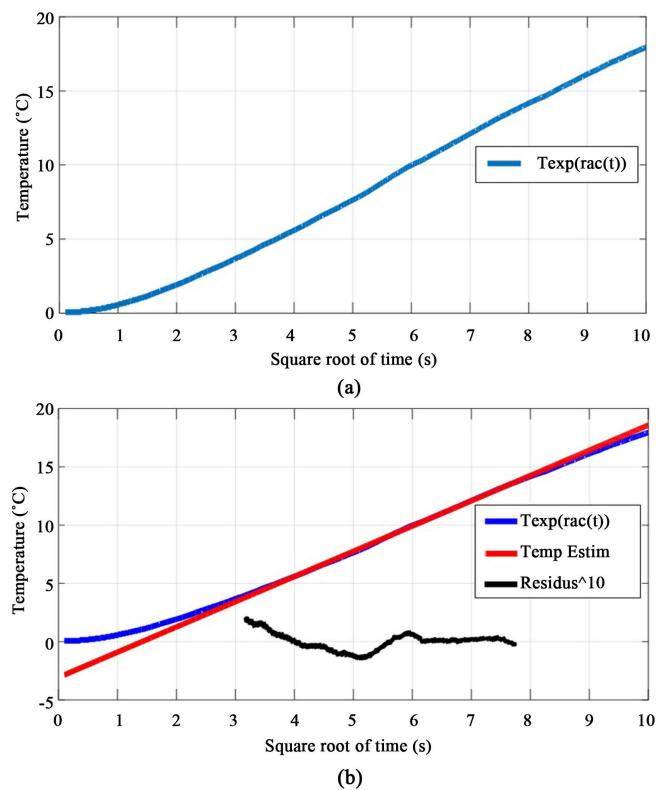 20
15
10
5
0
Temperature (˚C)
Texp(rac(t))
0 1 2 3 4 5 6 7 8 9 10
Square root of time (s)
(a)
20
15
10
5
0
-5
Temperature (˚C)
Texp(rac(t))
Temp Estim
Residus^10
0 1 2 3 4 5 6 7 8 9 10
Square root of time (s)
(b)